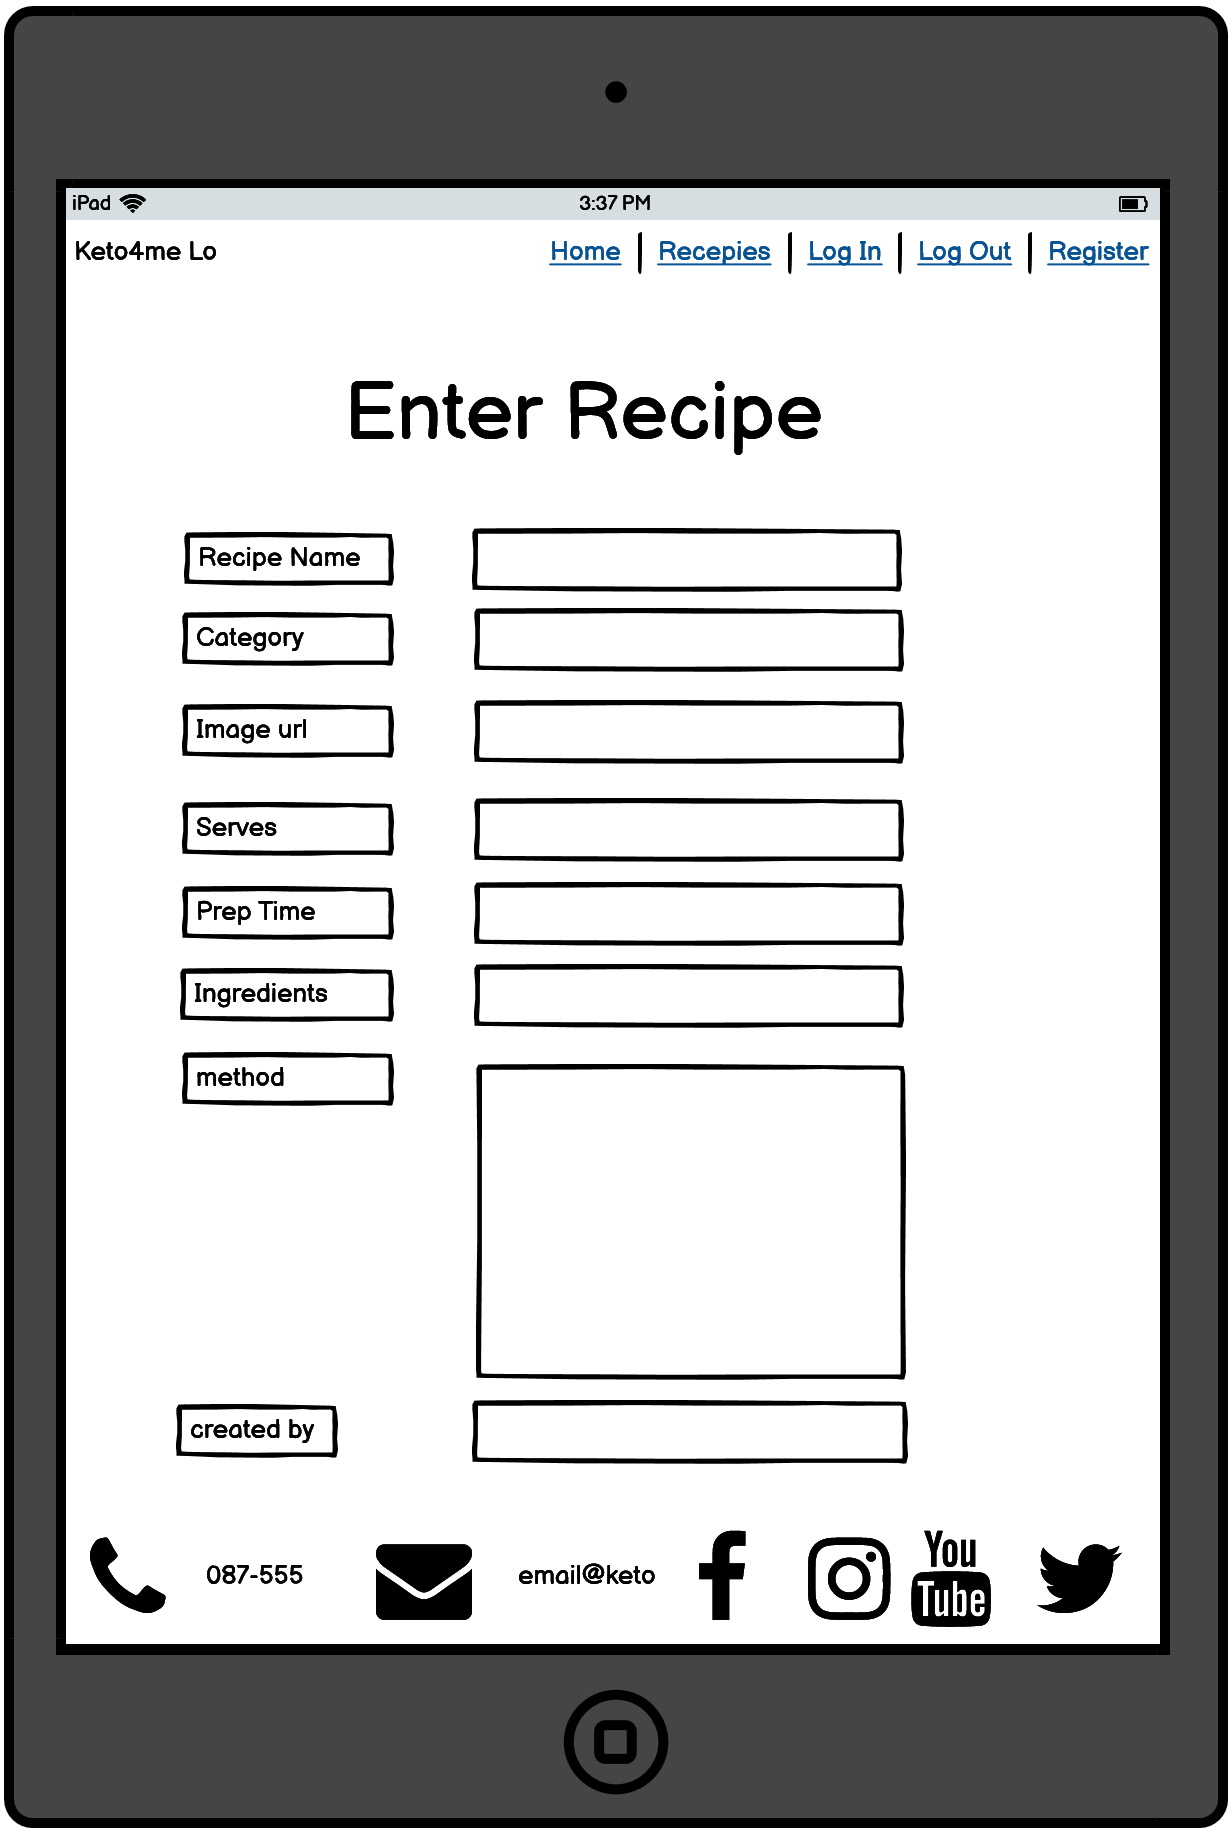 iPad 3:37 PM
Keto4me Lo Home Recepies Log In Log Out Register
Enter Recipe
Recipe Name
Category
Image url
Serves
Prep Time
Ingredients
method
created by
087-555 email@keto You
Tube